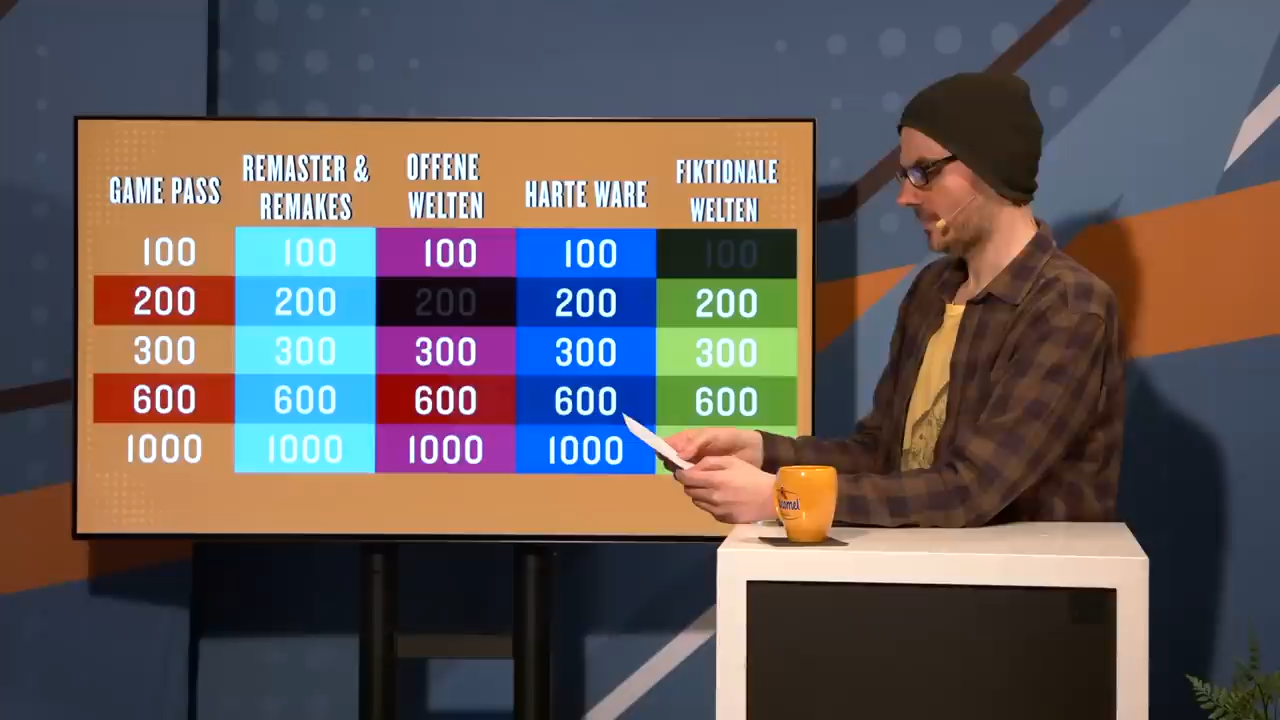 GAME PASS
REMASTER &
REMAKES
OFFENE
WELTEN
HARTE WARE
FIKTIONALE
WELTEN
100 100 100 100 100
200 200 200 200 200
300 300 300 300 300
600 600 600 600 600
1000 1000 1000 1000